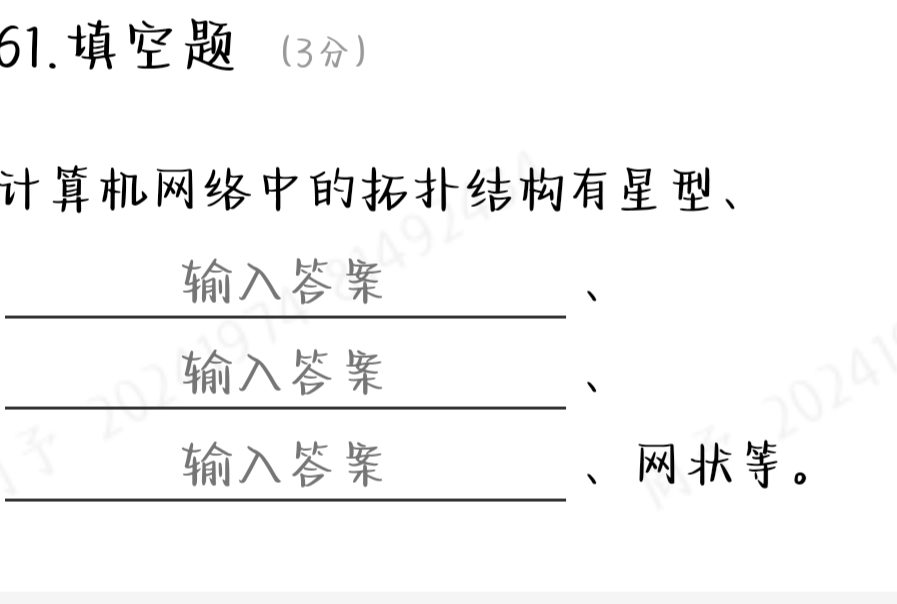 61.填空题 (3分)
计算机网络中的拓扑结构有星型、
输入答案 、
输入答案 、
输入答案 、网状等。